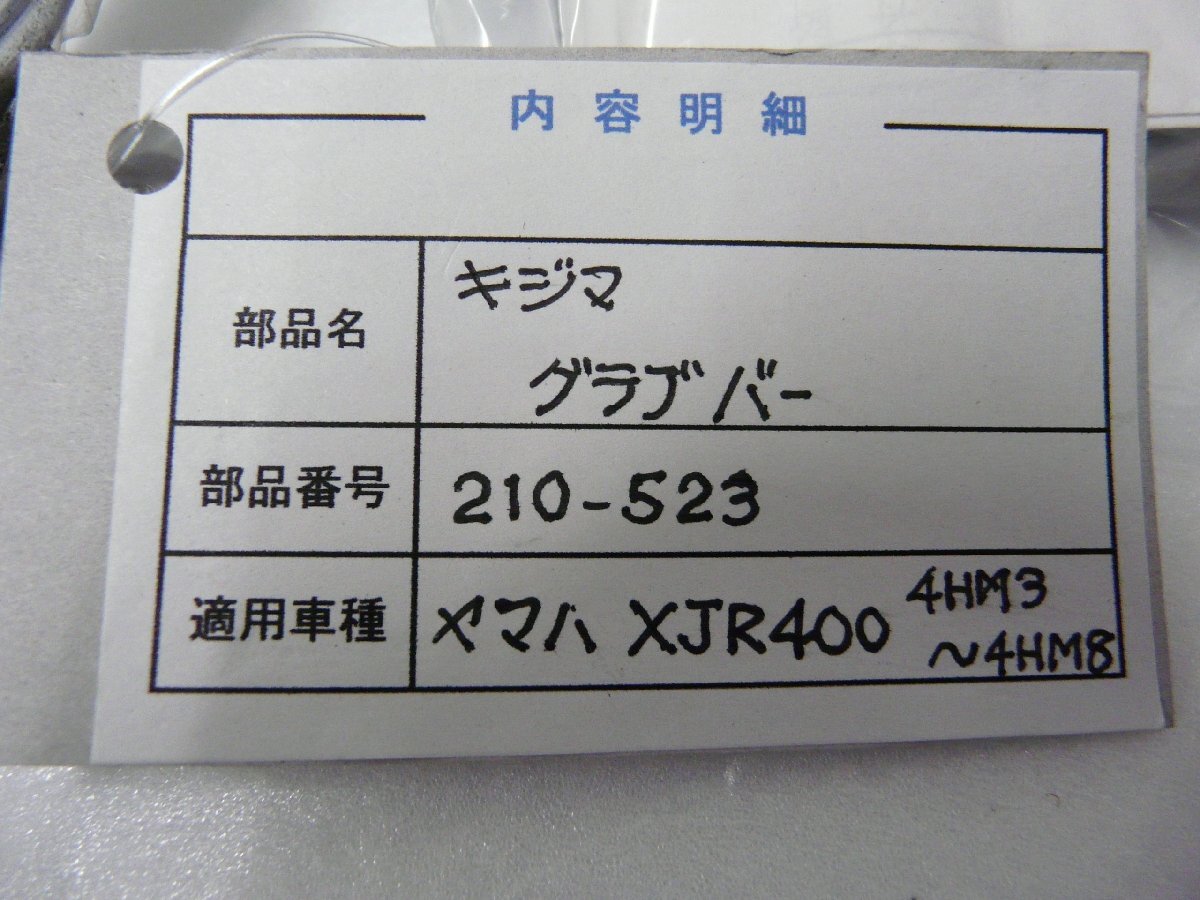 内容明細
部品名
キジマ
グラブバー
部品番号
210-523
適用車種
ヤマハ XJR400 4HM3
～4HM8